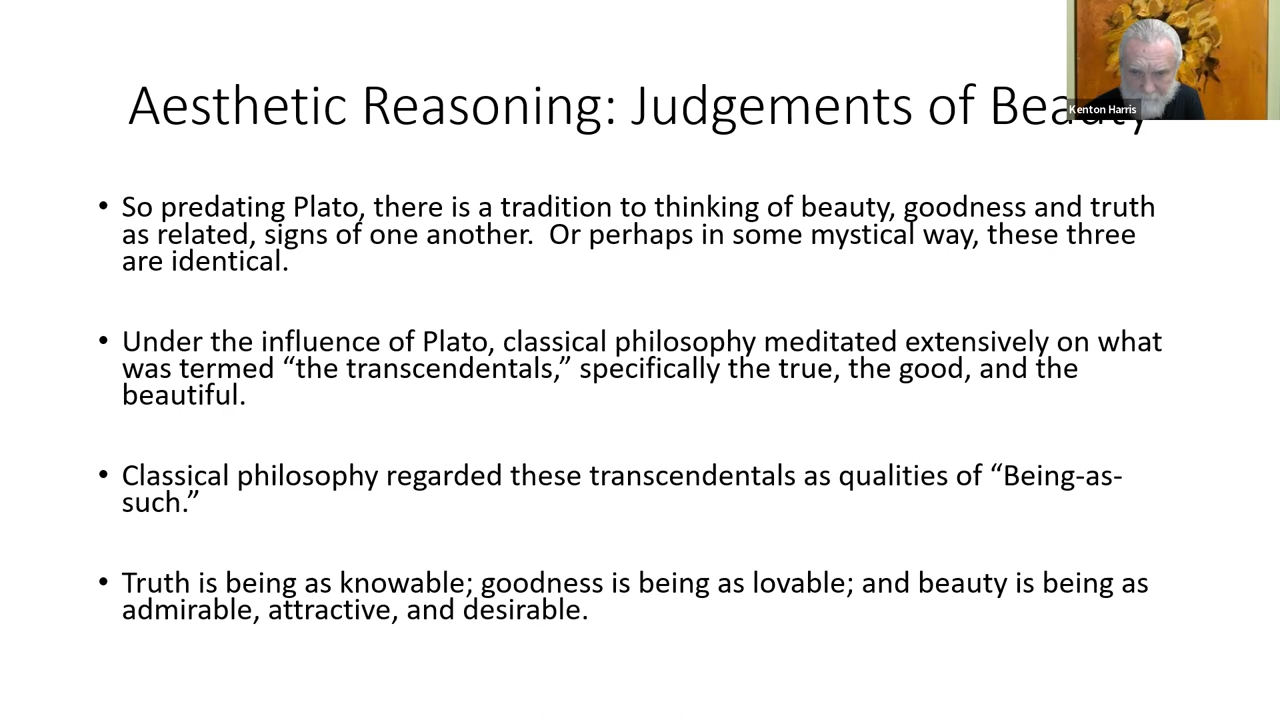 Aesthetic Reasoning: Judgements of Beauty
Kenton Harris
• So predating Plato, there is a tradition to thinking of beauty, goodness and truth
as related, signs of one another.  Or perhaps in some mystical way, these three
are identical.
• Under the influence of Plato, classical philosophy meditated extensively on what
was termed “the transcendentals,” specifically the true, the good, and the
beautiful.
• Classical philosophy regarded these transcendentals as qualities of “Being-as-
such.”
• Truth is being as knowable; goodness is being as lovable; and beauty is being as
admirable, attractive, and desirable.